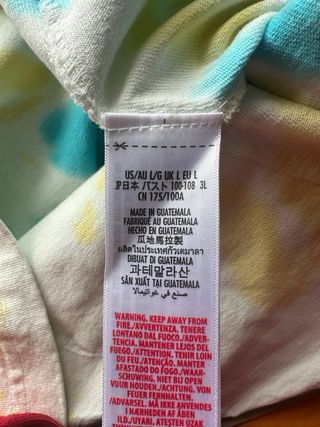 US/AU L/G UK L EU L
JP日本 バスト 100-108 3L
CN 175/100A
MADE IN GUATEMALA
FABRIQUÉ AU GUATEMALA
HECHO EN GUATEMALA
瓜地馬拉製
ผลิตในประเทศกัวเตมาลา
DIBUAT DI GUATEMALA
과테말라산
SẢN XUẤT TẠI GUATEMALA
صنع في غواتيمالا
WARNING. KEEP AWAY FROM
FIRE./AVVERTENZA. TENERE
LONTANO DAL FUOCO./ADVER-
TENCIA. MANTENER LEJOS DEL
FUEGO./ATTENTION. TENIR LOIN
DU FEU./ATENÇÃO. MANTER
AFASTADO DO FOGO./WAAR-
SCHUWING. NIET BIJ OPEN
VUUR HOUDEN./ACHTUNG. VON
FEUER FERNHALTEN.
/ADVARSEL. MÅ IKKE ANVENDES
I NÆRHEDEN AF ÅBEN
ILD./UWAGA. TRZYMAĆ